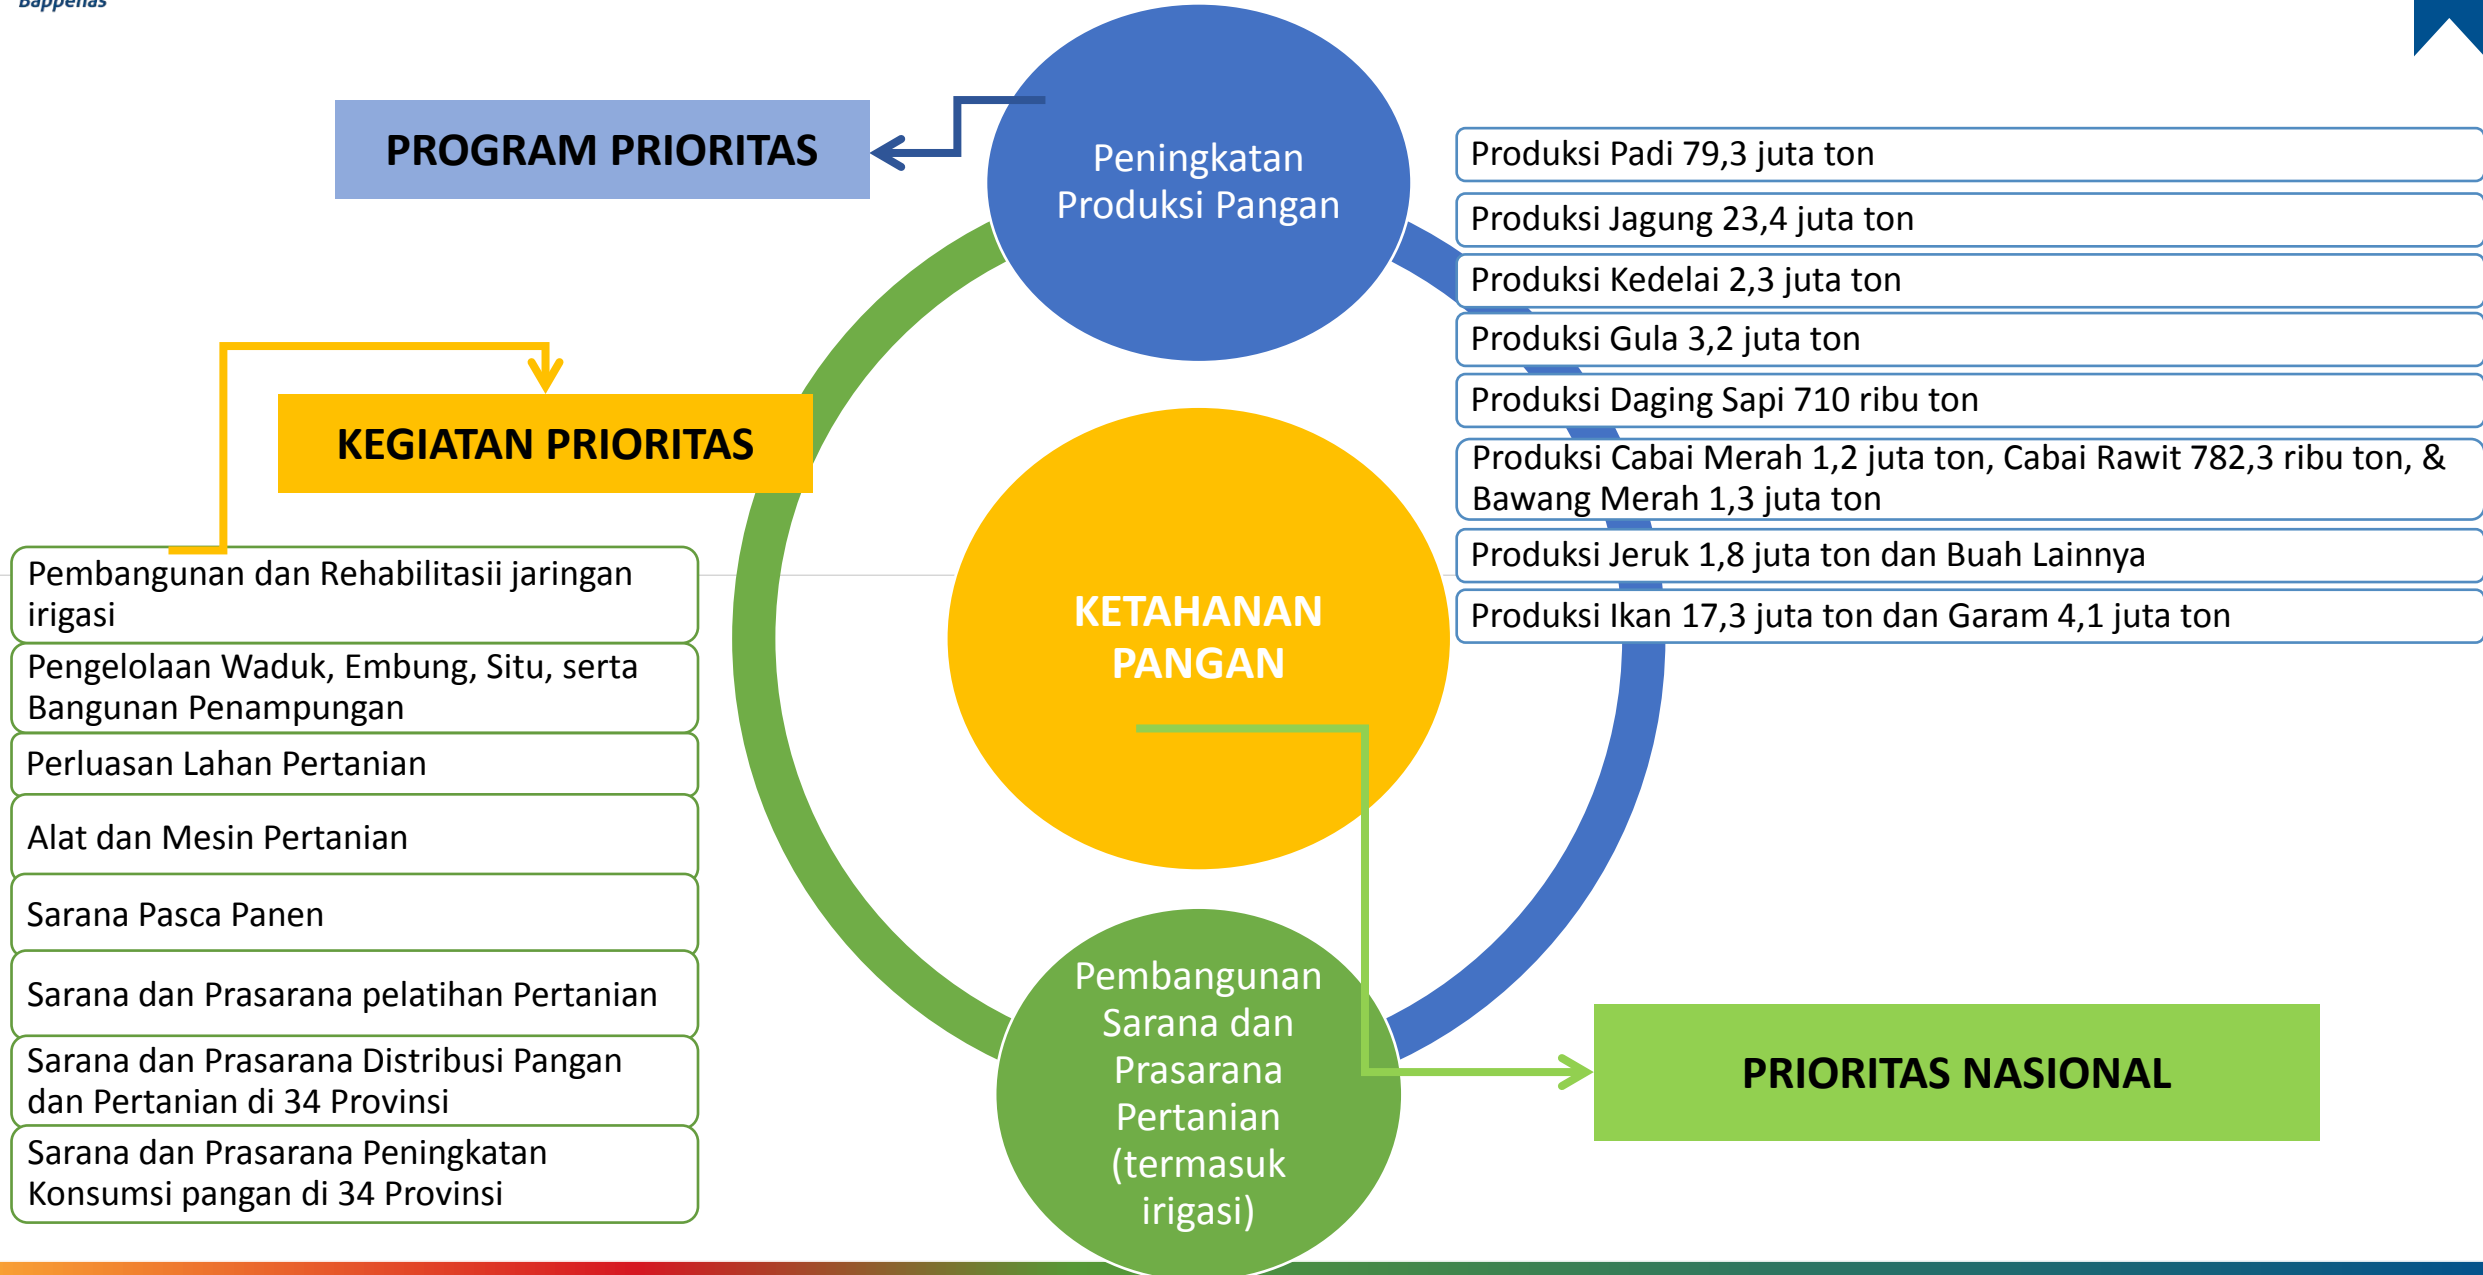 Bappenas
PROGRAM PRIORITAS
Peningkatan
Produksi Pangan
Produksi Padi 79,3 juta ton
Produksi Jagung 23,4 juta ton
Produksi Kedelai 2,3 juta ton
Produksi Gula 3,2 juta ton
Produksi Daging Sapi 710 ribu ton
Produksi Cabai Merah 1,2 juta ton, Cabai Rawit 782,3 ribu ton, &
Bawang Merah 1,3 juta ton
Produksi Jeruk 1,8 juta ton dan Buah Lainnya
Produksi Ikan 17,3 juta ton dan Garam 4,1 juta ton
KEGIATAN PRIORITAS
Pembangunan dan Rehabilitasii jaringan
irigasi
Pengelolaan Waduk, Embung, Situ, serta
Bangunan Penampungan
Perluasan Lahan Pertanian
Alat dan Mesin Pertanian
Sarana Pasca Panen
Sarana dan Prasarana pelatihan Pertanian
Sarana dan Prasarana Distribusi Pangan
dan Pertanian di 34 Provinsi
Sarana dan Prasarana Peningkatan
Konsumsi pangan di 34 Provinsi
KETAHANAN
PANGAN
Pembangunan
Sarana dan
Prasarana
Pertanian
(termasuk
irigasi)
PRIORITAS NASIONAL